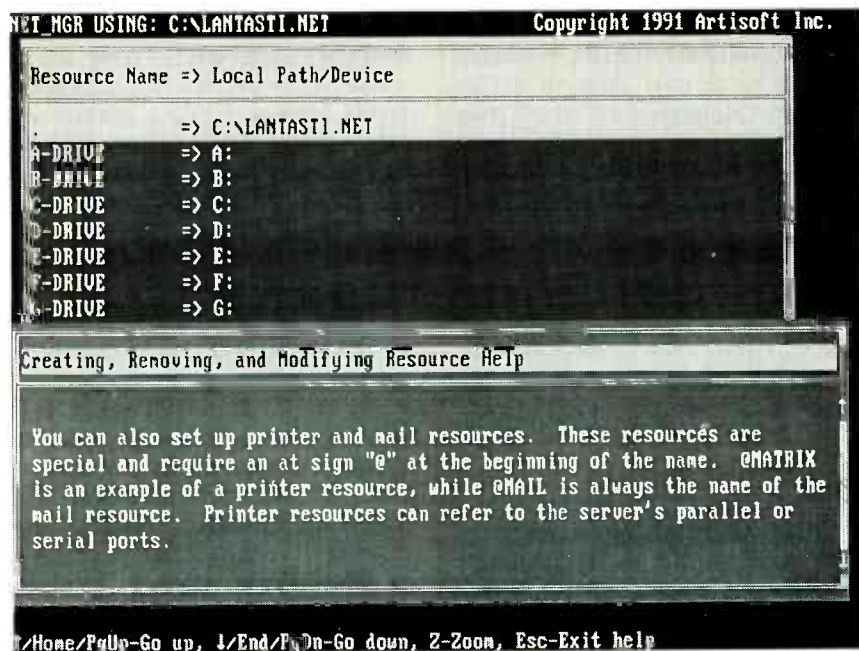 NET_MGR USING: C:\LANTASTI.NET Copyright 1991 Artisoft Inc.
Resource Name => Local Path/Device
. => C:\LANTASTI.NET
A-DRIVE => A:
B-DRIVE => B:
C-DRIVE => C:
D-DRIVE => D:
E-DRIVE => E:
F-DRIVE => F:
G-DRIVE => G:
Creating, Removing, and Modifying Resource Help
You can also set up printer and mail resources. These resources are
special and require an at sign "@" at the beginning of the name. @MATRIX
is an example of a printer resource, while @MAIL is always the name of the
mail resource. Printer resources can refer to the server's parallel or
serial ports.
↑/Home/PgUp-Go up, ↓/End/PgDn-Go down, Z-Zoom, Esc-Exit help